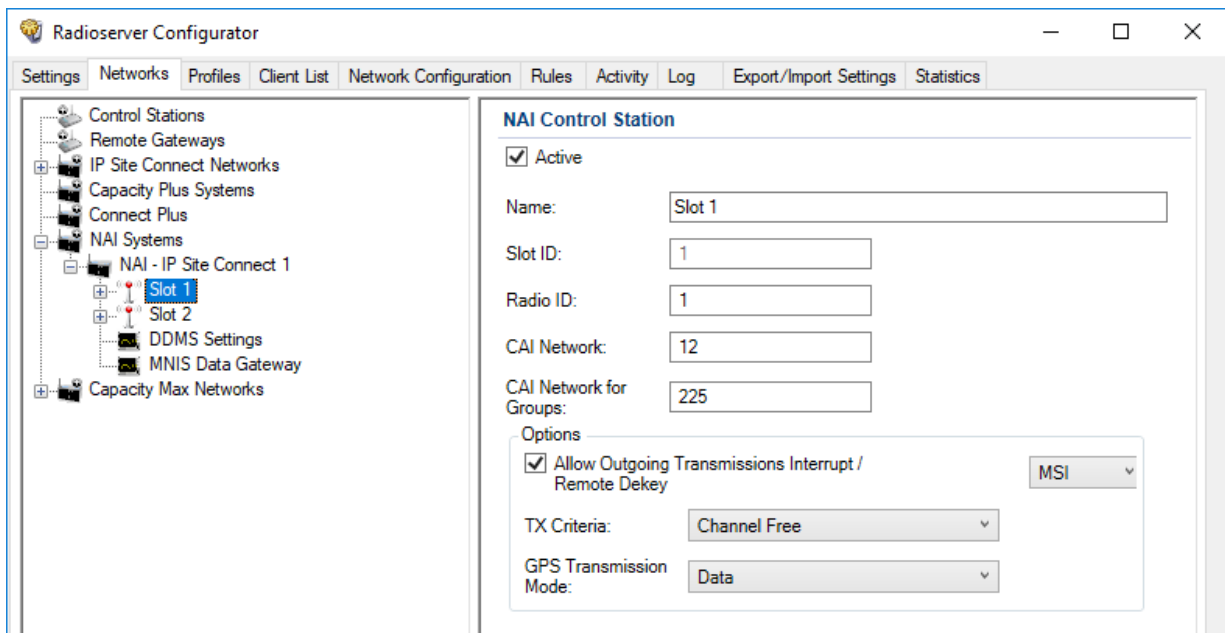 Radioserver Configurator
Settings Networks Profiles Client List Network Configuration Rules Activity Log Export/Import Settings Statistics
Control Stations
Remote Gateways
IP Site Connect Networks
Capacity Plus Systems
Connect Plus
NAI Systems
NAI - IP Site Connect 1
Slot 1
Slot 2
DDMS Settings
MNIS Data Gateway
Capacity Max Networks
NAI Control Station
Active
Name: Slot 1
Slot ID: 1
Radio ID: 1
CAI Network: 12
CAI Network for
Groups: 225
Options
Allow Outgoing Transmissions Interrupt /
Remote Dekey MSI
TX Criteria: Channel Free
GPS Transmission
Mode: Data